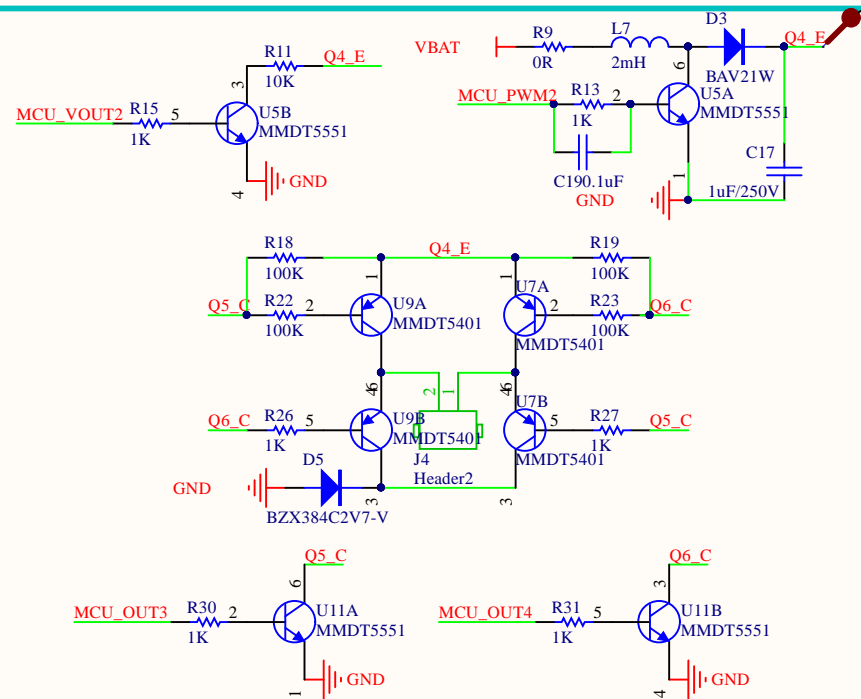 R11
Q4_E
10K
3
MCU_VOUT2
R15
5
1K
U5B
MMDT5551
4
GND
VBAT
R9
0R
L7
2mH
D3
BAV21W
Q4_E
6
U5A
MMDT5551
MCU_PWM2
R13
2
1K
C190.1uF
GND
1
C17
1uF/250V
R18
100K
Q4_E
R19
100K
1
1
Q5_C
R22
2
100K
U9A
MMDT5401
U7A
MMDT5401
2
R23
100K
Q6_C
2
1
4
6
4
6
Q6_C
R26
5
1K
U9B
MMDT5401
U7B
MMDT5401
5
R27
1K
Q5_C
J4
Header2
D5
GND
BZX384C2V7-V
3
3
Q5_C
6
MCU_OUT3
R30
2
1K
U11A
MMDT5551
GND
1
Q6_C
3
MCU_OUT4
R31
5
1K
U11B
MMDT5551
GND
4